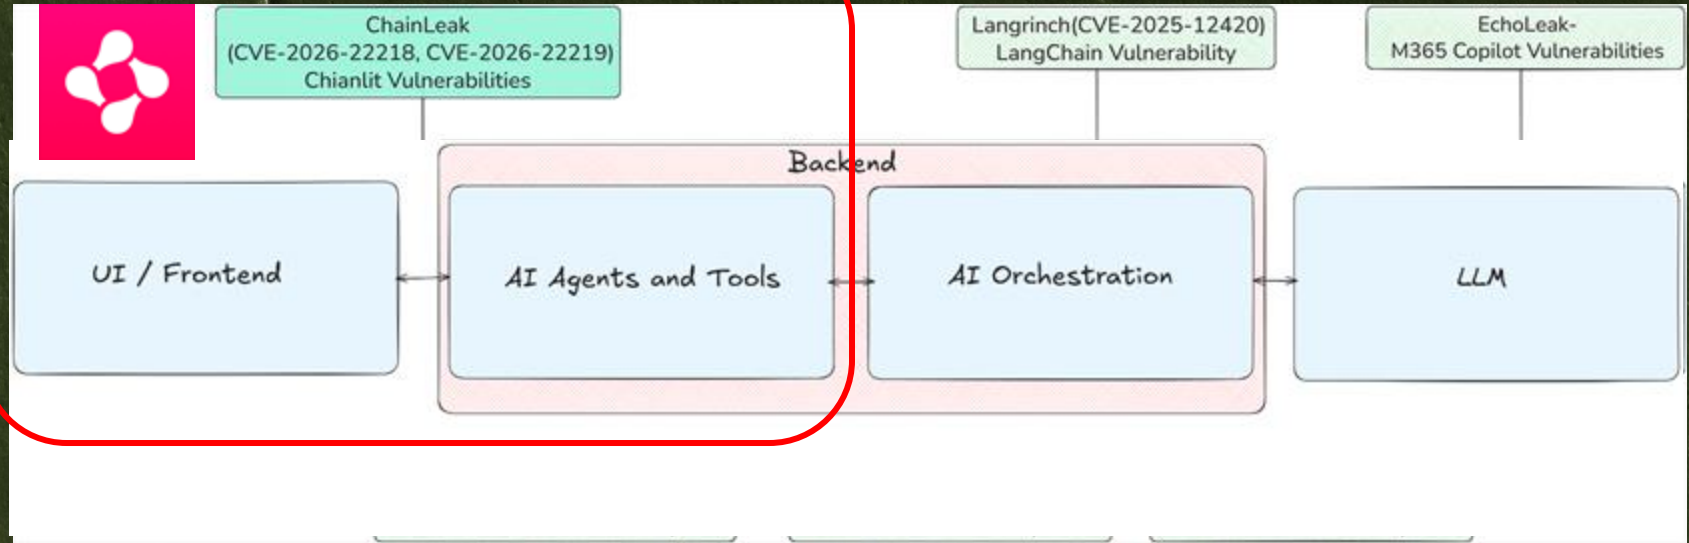 ChainLeak
(CVE-2026-22218, CVE-2026-22219)
Chianlit Vulnerabilities
Langrinch(CVE-2025-12420)
LangChain Vulnerability
EchoLeak-
M365 Copilot Vulnerabilities
Backend
UI / Frontend
AI Agents and Tools
AI Orchestration
LLM